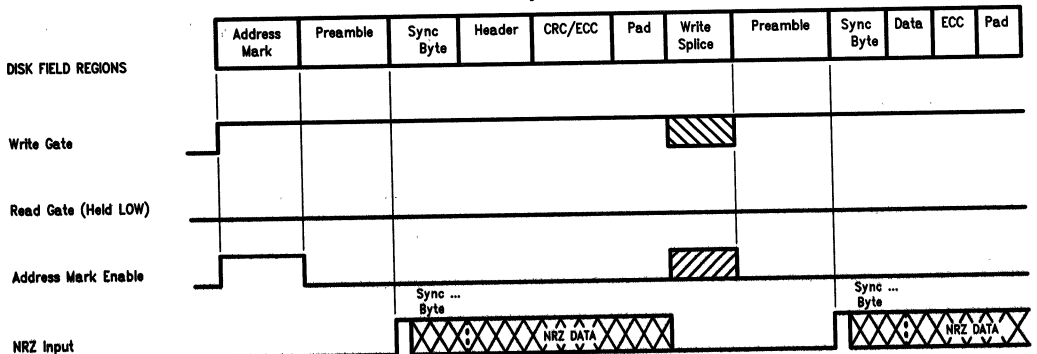 Address Mark
Preamble
Sync Byte
Header
CRC/ECC
Pad
Write Splice
Preamble
Sync Byte
Data
ECC
Pad
DISK FIELD REGIONS
Write Gate
Read Gate (Held LOW)
Address Mark Enable
Sync ...
Byte
Sync ...
Byte
NRZ Input
NRZ DATA
NRZ DATA